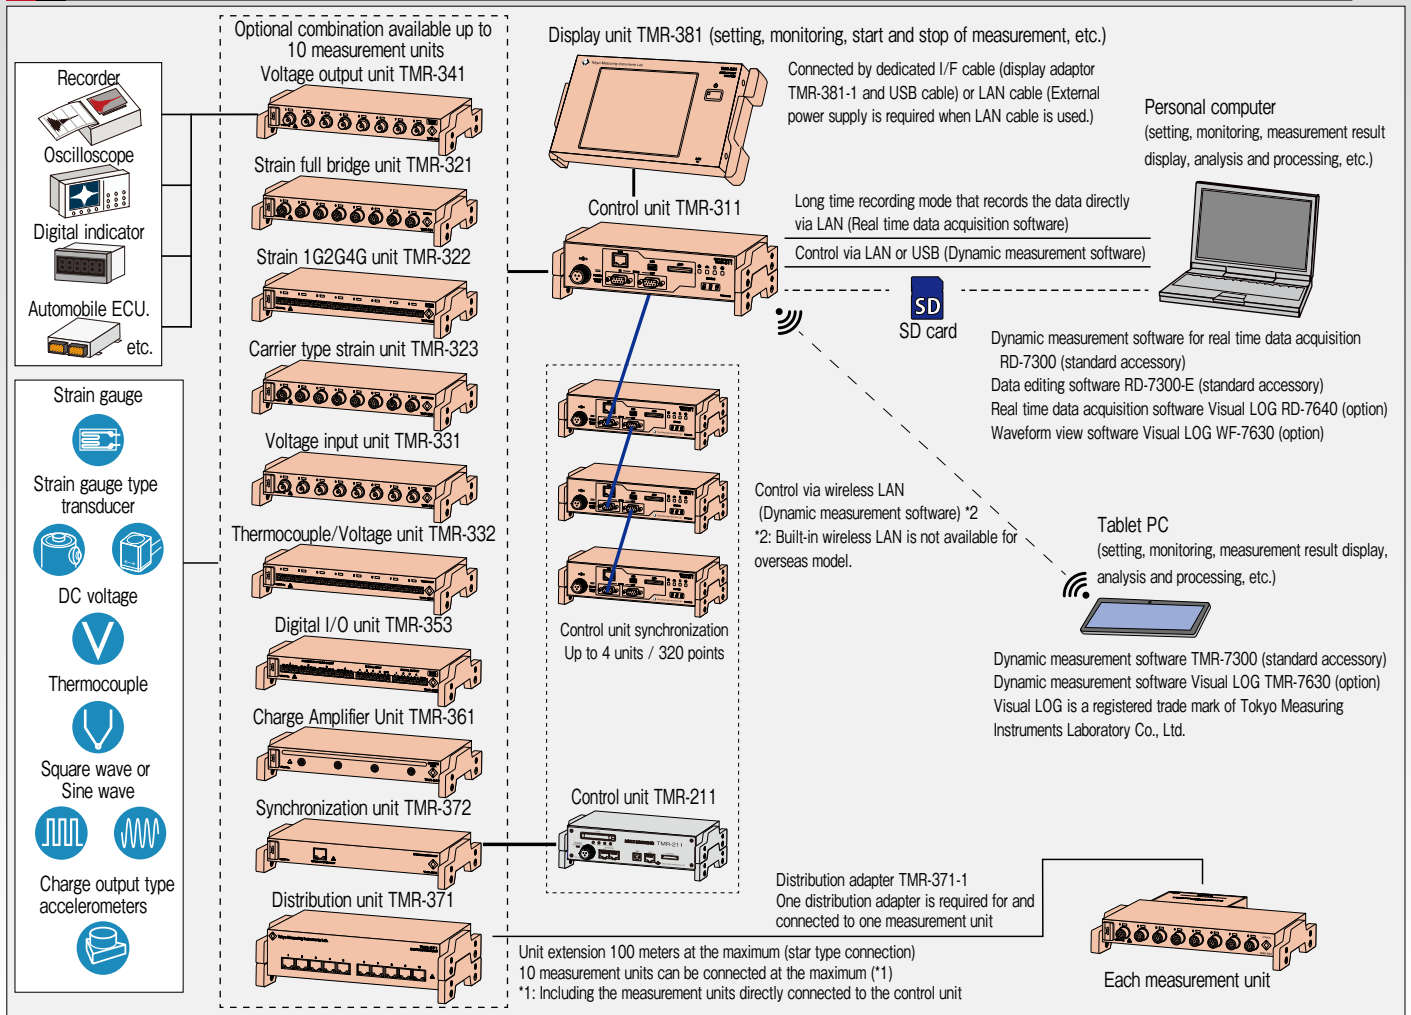 Optional combination available up to
10 measurement units
Voltage output unit TMR-341
Strain full bridge unit TMR-321
Strain 1G2G4G unit TMR-322
Carrier type strain unit TMR-323
Voltage input unit TMR-331
Thermocouple/Voltage unit TMR-332
Digital I/O unit TMR-353
Charge Amplifier Unit TMR-361
Synchronization unit TMR-372
Distribution unit TMR-371
Recorder
Oscilloscope
Digital indicator
Automobile ECU.
etc.
Strain gauge
Strain gauge type
transducer
DC voltage
V
Thermocouple
Square wave or
Sine wave
Charge output type
accelerometers
Display unit TMR-381 (setting, monitoring, start and stop of measurement, etc.)
Connected by dedicated I/F cable (display adaptor
TMR-381-1 and USB cable) or LAN cable (External
power supply is required when LAN cable is used.)
Control unit TMR-311
Long time recording mode that records the data directly
via LAN (Real time data acquisition software)
Control via LAN or USB (Dynamic measurement software)
SD
SD card
Personal computer
(setting, monitoring, measurement result
display, analysis and processing, etc.)
Dynamic measurement software for real time data acquisition
RD-7300 (standard accessory)
Data editing software RD-7300-E (standard accessory)
Real time data acquisition software Visual LOG RD-7640 (option)
Waveform view software Visual LOG WF-7630 (option)
Control via wireless LAN
(Dynamic measurement software) *2
*2: Built-in wireless LAN is not available for
overseas model.
Tablet PC
(setting, monitoring, measurement result display,
analysis and processing, etc.)
Dynamic measurement software TMR-7300 (standard accessory)
Dynamic measurement software Visual LOG TMR-7630 (option)
Visual LOG is a registered trade mark of Tokyo Measuring
Instruments Laboratory Co., Ltd.
Control unit synchronization
Up to 4 units / 320 points
Control unit TMR-211
TMR-211
Distribution adapter TMR-371-1
One distribution adapter is required for and
connected to one measurement unit
Unit extension 100 meters at the maximum (star type connection)
10 measurement units can be connected at the maximum (*1)
*1: Including the measurement units directly connected to the control unit
Each measurement unit